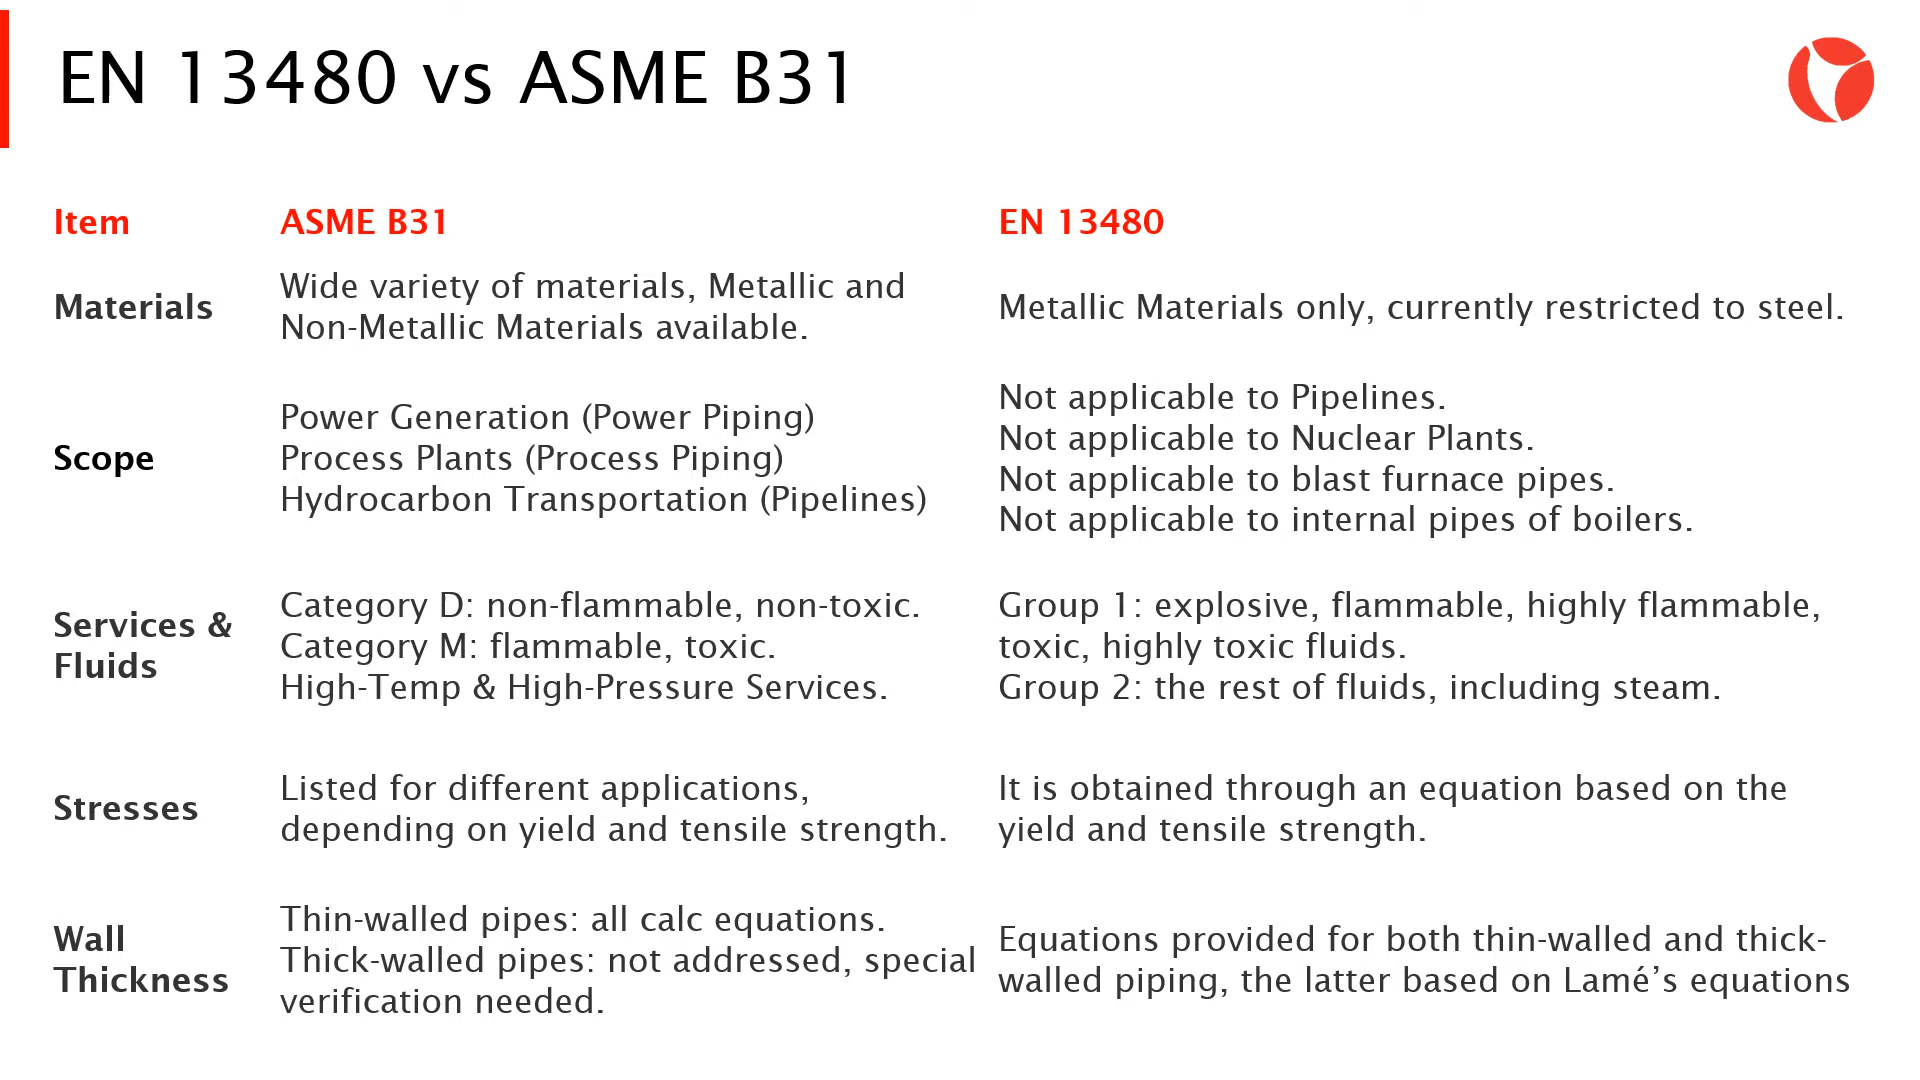 EN 13480 vs ASME B31
Item
ASME B31
EN 13480
Materials
Wide variety of materials, Metallic and
Non-Metallic Materials available.
Metallic Materials only, currently restricted to steel.
Scope
Power Generation (Power Piping)
Process Plants (Process Piping)
Hydrocarbon Transportation (Pipelines)
Not applicable to Pipelines.
Not applicable to Nuclear Plants.
Not applicable to blast furnace pipes.
Not applicable to internal pipes of boilers.
Services &
Fluids
Category D: non-flammable, non-toxic.
Category M: flammable, toxic.
High-Temp & High-Pressure Services.
Group 1: explosive, flammable, highly flammable,
toxic, highly toxic fluids.
Group 2: the rest of fluids, including steam.
Stresses
Listed for different applications,
depending on yield and tensile strength.
It is obtained through an equation based on the
yield and tensile strength.
Wall
Thickness
Thin-walled pipes: all calc equations.
Thick-walled pipes: not addressed, special
verification needed.
Equations provided for both thin-walled and thick-
walled piping, the latter based on Lamé’s equations